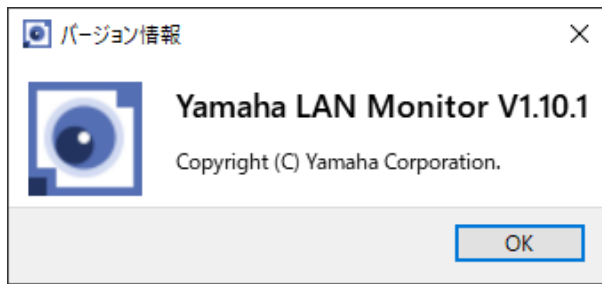 バージョン情報
Yamaha LAN Monitor V1.10.1
Copyright (C) Yamaha Corporation.
OK